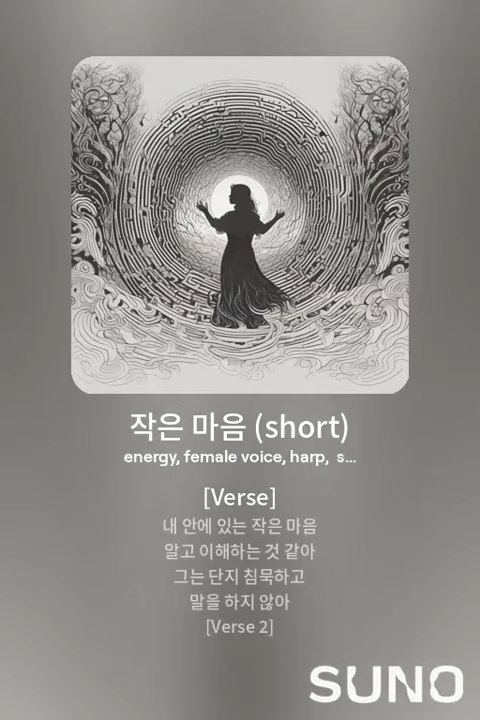 작은 마음 (short)
energy, female voice, harp, s...
[Verse]
내 안에 있는 작은 마음
알고 이해하는 것 같아
그는 단지 침묵하고
말을 하지 않아
[Verse 2]
SUNO